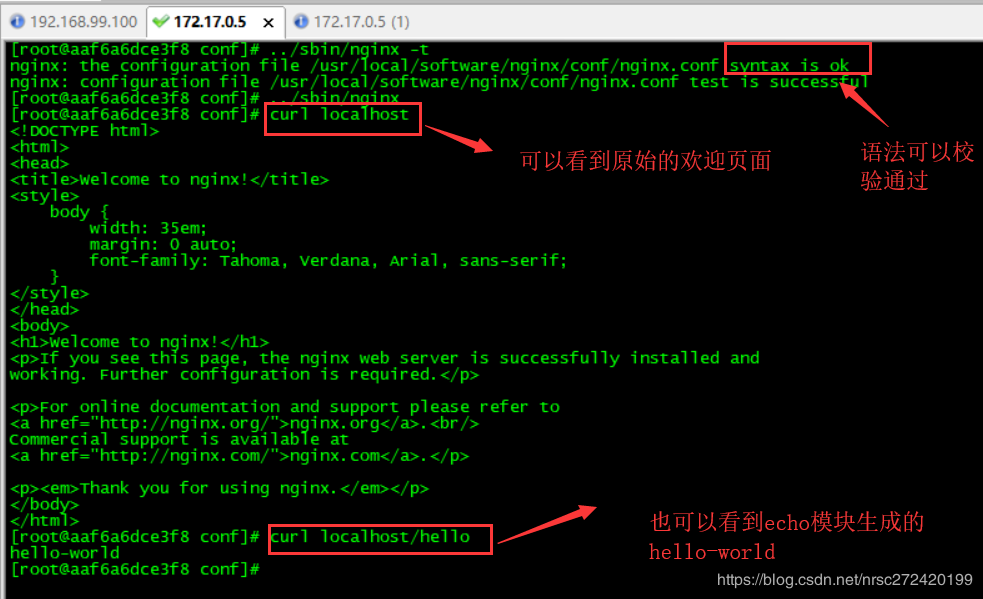 192.168.99.100 172.17.0.5 × 172.17.0.5 (1)
[root@aaf6a6dce3f8 conf]# ../sbin/nginx -t
nginx: the configuration file /usr/local/software/nginx/conf/nginx.conf syntax is ok
nginx: configuration file /usr/local/software/nginx/conf/nginx.conf test is successful
[root@aaf6a6dce3f8 conf]# ../sbin/nginx
[root@aaf6a6dce3f8 conf]# curl localhost
<!DOCTYPE html>
<html>
<head>
<title>Welcome to nginx!</title>
<style>
    body {
        width: 35em;
        margin: 0 auto;
        font-family: Tahoma, Verdana, Arial, sans-serif;
    }
</style>
</head>
<body>
<h1>Welcome to nginx!</h1>
<p>If you see this page, the nginx web server is successfully installed and
working. Further configuration is required.</p>
<p>For online documentation and support please refer to
<a href="http://nginx.org/">nginx.org</a>.<br/>
Commercial support is available at
<a href="http://nginx.com/">nginx.com</a>.</p>
<p><em>Thank you for using nginx.</em></p>
</body>
</html>
[root@aaf6a6dce3f8 conf]# curl localhost/hello
hello-world
[root@aaf6a6dce3f8 conf]#
可以看到原始的欢迎页面
语法可以校
验通过
也可以看到echo模块生成的
hello-world
https://blog.csdn.net/nrsc272420199